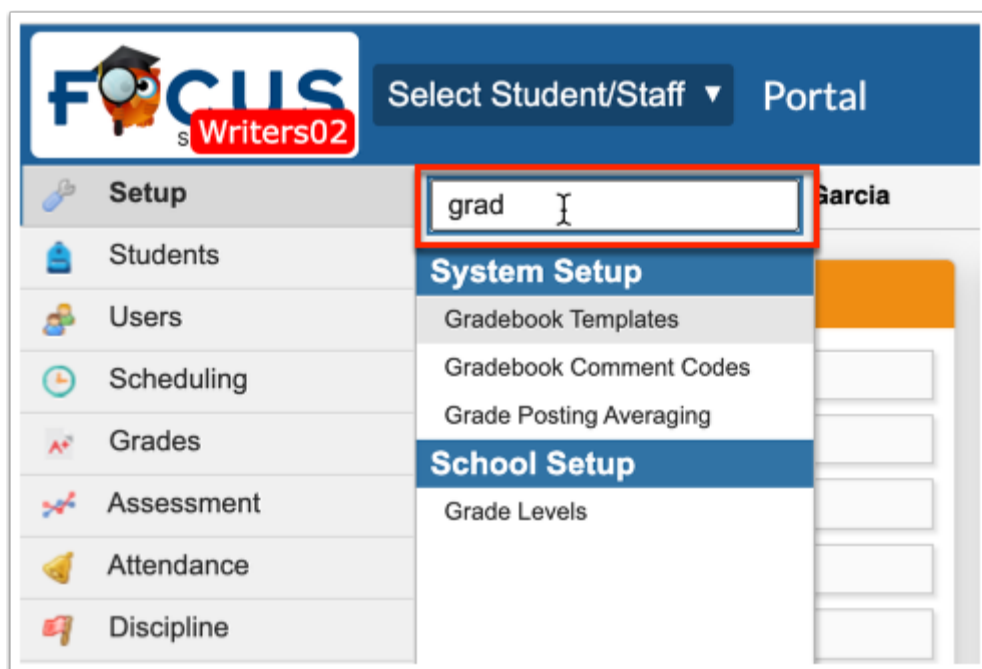 FOCUS
S
Writers02
Select Student/Staff ▼
Portal
Setup
grad
Garcia
Students
System Setup
Users
Gradebook Templates
Scheduling
Gradebook Comment Codes
Grade Posting Averaging
Grades
School Setup
Assessment
Grade Levels
Attendance
Discipline
A+